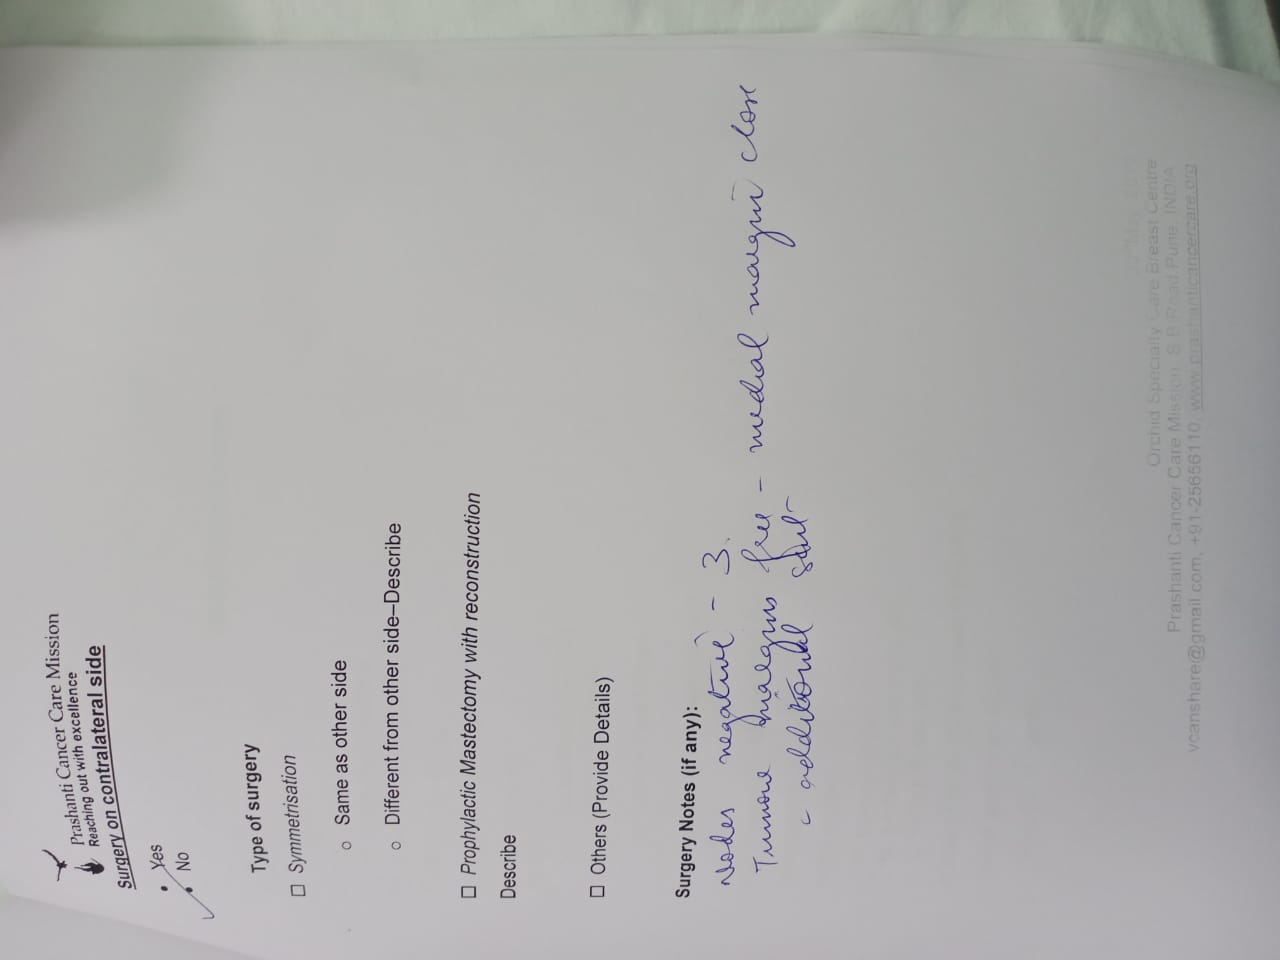 Prashanti Cancer Care Mission
Reaching out with excellence
Surgery on contralateral side
• Yes
• No
Type of surgery
□ Symmetrisation
○ Same as other side
○ Different from other side–Describe
□ Prophylactic Mastectomy with reconstruction
Describe
□ Others (Provide Details)
Surgery Notes (if any):
Nodes negative - 3.
Tumour margins free - medial margin close
additional
Orchid Specialty Care Breast Centre
Prashanti Cancer Care Mission, S B Road Pune, INDIA
vcanshare@gmail.com, +91-25656110, www.prashanticancercare.org